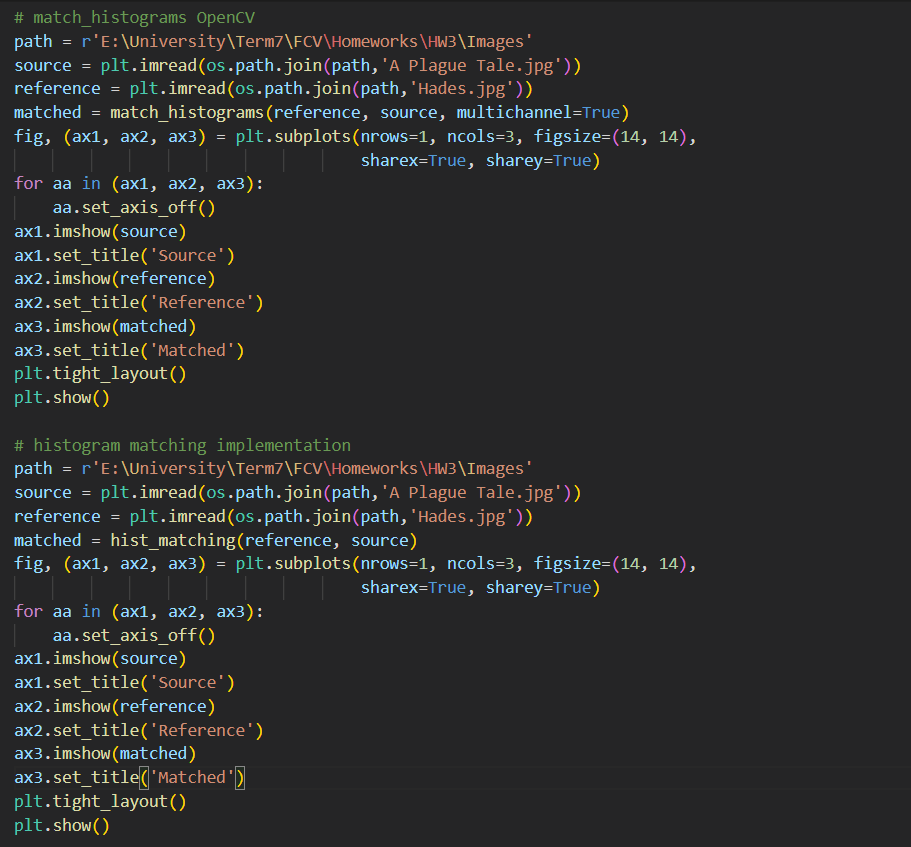 # match_histograms OpenCV
path = r'E:\University\Term7\FCV\Homeworks\HW3\Images'
source = plt.imread(os.path.join(path,'A Plague Tale.jpg'))
reference = plt.imread(os.path.join(path,'Hades.jpg'))
matched = match_histograms(reference, source, multichannel=True)
fig, (ax1, ax2, ax3) = plt.subplots(nrows=1, ncols=3, figsize=(14, 14),
                                    sharex=True, sharey=True)
for aa in (ax1, ax2, ax3):
    aa.set_axis_off()
ax1.imshow(source)
ax1.set_title('Source')
ax2.imshow(reference)
ax2.set_title('Reference')
ax3.imshow(matched)
ax3.set_title('Matched')
plt.tight_layout()
plt.show()

# histogram matching implementation
path = r'E:\University\Term7\FCV\Homeworks\HW3\Images'
source = plt.imread(os.path.join(path,'A Plague Tale.jpg'))
reference = plt.imread(os.path.join(path,'Hades.jpg'))
matched = hist_matching(reference, source)
fig, (ax1, ax2, ax3) = plt.subplots(nrows=1, ncols=3, figsize=(14, 14),
                                    sharex=True, sharey=True)
for aa in (ax1, ax2, ax3):
    aa.set_axis_off()
ax1.imshow(source)
ax1.set_title('Source')
ax2.imshow(reference)
ax2.set_title('Reference')
ax3.imshow(matched)
ax3.set_title('Matched')
plt.tight_layout()
plt.show()